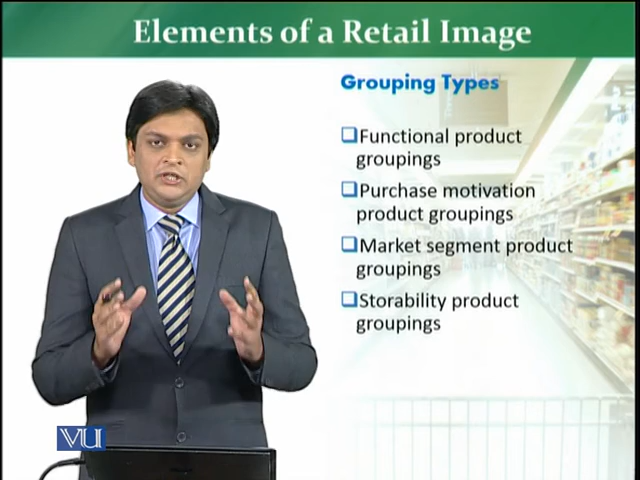 Elements of a Retail Image
Grouping Types
Functional product
groupings
Purchase motivation
product groupings
Market segment product
groupings
Storability product
groupings
VU